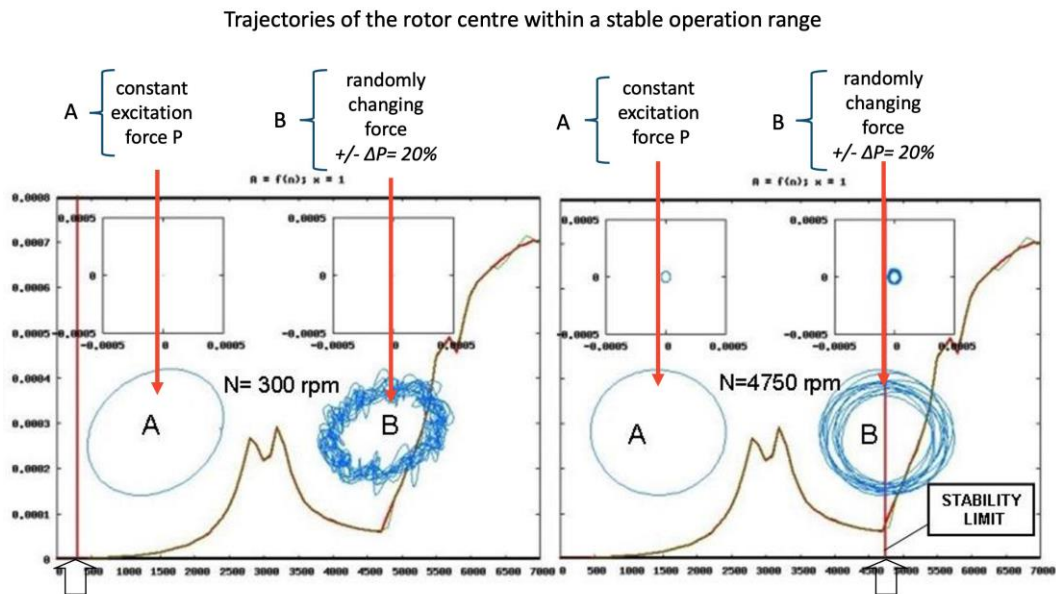 Trajectories of the rotor centre within a stable operation range
A
constant
excitation
force P
B
randomly
changing
force
+/- ΔP= 20%
A
constant
excitation
force P
B
randomly
changing
force
+/- ΔP= 20%
A = f(n); x = 1
0.0008
0.0007
0.0006
0.0005
0.0004
0.0003
0.0002
0.0001
0
0.0005
0
-0.0005
-0.0005 0 0.0005
0.0005
0
-0.0005
-0.0005 0 0.0005
N= 300 rpm
A
B
0 500 1000 1500 2000 2500 3000 3500 4000 4500 5000 5500 6000 6500 7000
A = f(n); x = 1
0.0005
0
-0.0005
-0.0005 0 0.0005
0.0005
0
-0.0005
-0.0005 0 0.0005
N=4750 rpm
A
B
STABILITY
LIMIT
0 500 1000 1500 2000 2500 3000 3500 4000 4500 5000 5500 6000 6500 7000